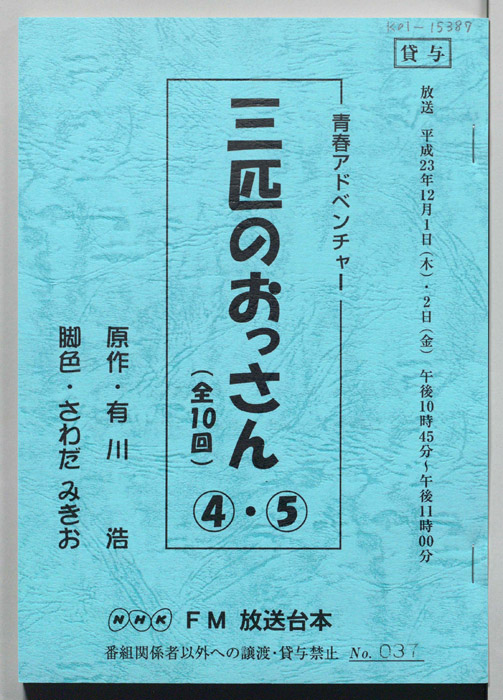 K01-15387
貸与
放送 平成23年12月1日(木)・2日(金) 午後10時45分~午後11時00分
青春アドベンチャー
三匹のおっさん
(全10回)
④・⑤
原作・有川 浩
脚色・さわだ みきお
NHK FM 放送台本
番組関係者以外への譲渡・貸与禁止 No. 037